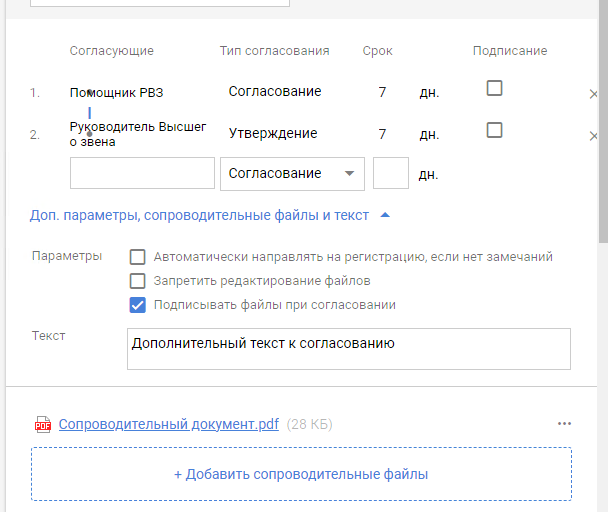 Согласующие Тип согласования Срок Подписание
1. Помощник РВЗ Согласование 7 дн.
2. Руководитель Высшег
о звена Утверждение 7 дн.
Согласование дн.
Доп. параметры, сопроводительные файлы и текст
Параметры Автоматически направлять на регистрацию, если нет замечаний
Запретить редактирование файлов
Подписывать файлы при согласовании
Текст Дополнительный текст к согласованию
PDF Сопроводительный документ.pdf (28 КБ)
+ Добавить сопроводительные файлы